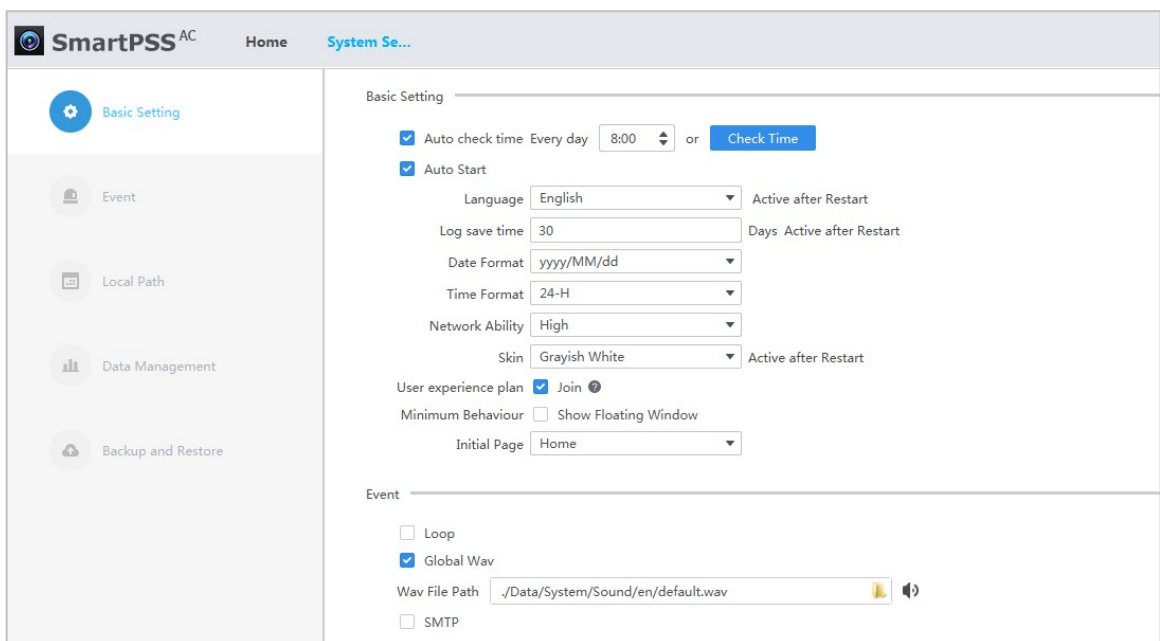 SmartPSS AC Home System Se...
Basic Setting
Event
Local Path
Data Management
Backup and Restore
Basic Setting
Auto check time Every day 8:00 or Check Time
Auto Start
Language English Active after Restart
Log save time 30 Days Active after Restart
Date Format yyyy/MM/dd
Time Format 24-H
Network Ability High
Skin Grayish White Active after Restart
User experience plan Join ?
Minimum Behaviour Show Floating Window
Initial Page Home
Event
Loop
Global Wav
Wav File Path ./Data/System/Sound/en/default.wav
SMTP